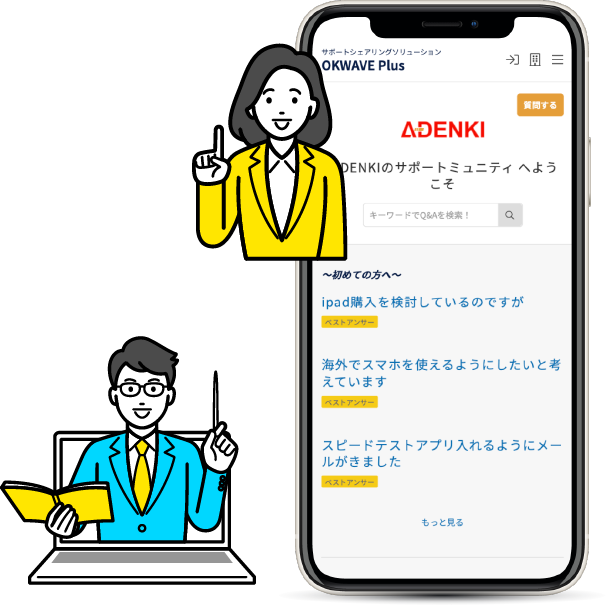 サポートシェアリングソリューション
OKWAVE Plus
質問する
ADENKI
DENKIのサポートミュニティ へよう
こそ
キーワードでQ&Aを検索！
～初めての方へ～
ipad購入を検討しているのですが
ベストアンサー
海外でスマホを使えるようにしたいと考
えています
ベストアンサー
スピードテストアプリ入れるようにメー
ルがきました
ベストアンサー
もっと見る